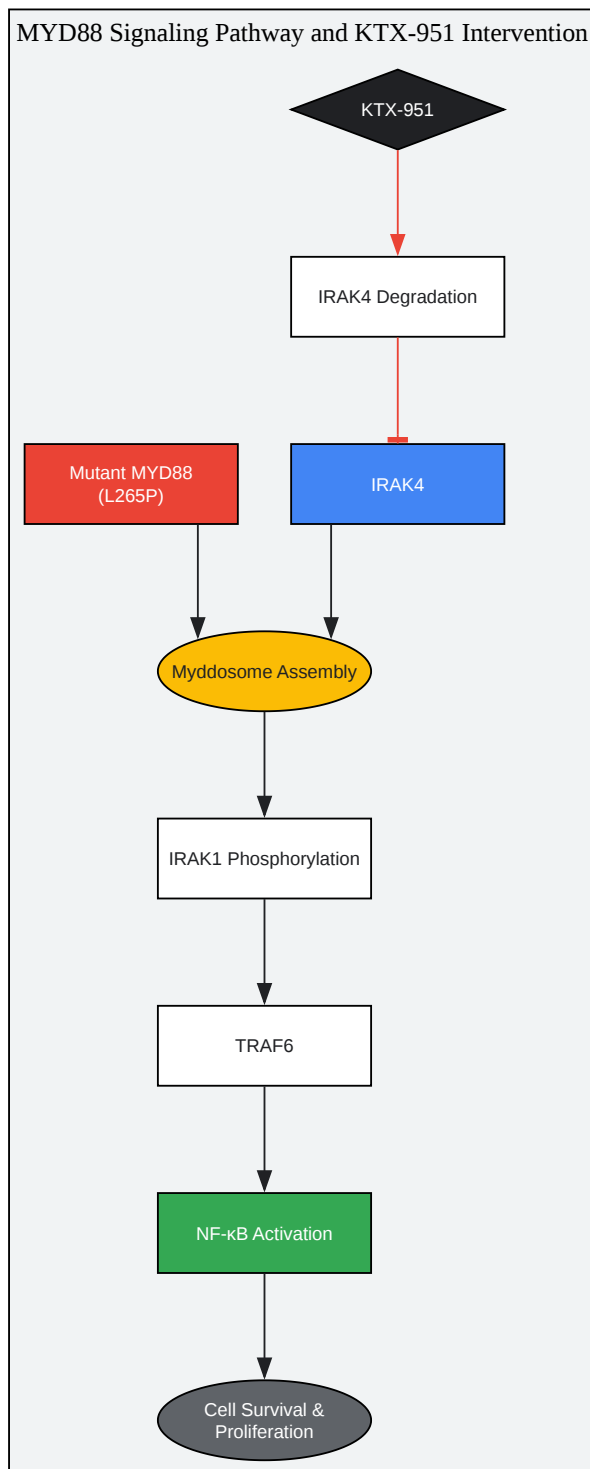 MYD88 Signaling Pathway and KTX-951 Intervention
KTX-951
IRAK4 Degradation
Mutant MYD88
(L265P)
IRAK4
Myddosome Assembly
IRAK1 Phosphorylation
TRAF6
NF-κB Activation
Cell Survival &
Proliferation